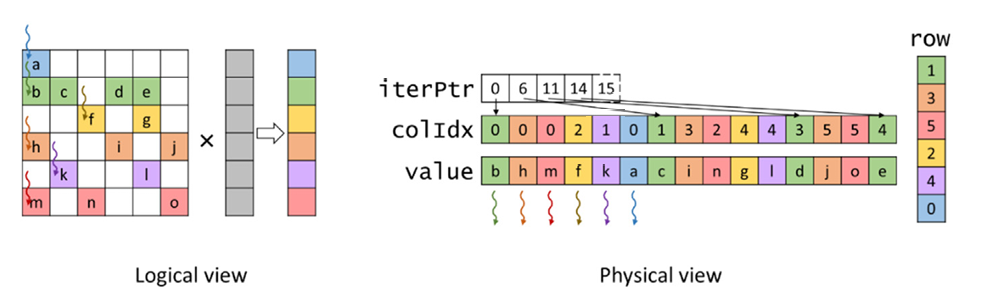 a
b c d e
f g
h i j
k l
m n o
×
Logical view
iterPtr 0 6 11 14 15
colIdx 0 0 0 2 1 0 1 3 2 4 4 3 5 5 4
value b h m f k a c i n g l d j o e
Physical view
row
1
3
5
2
4
0